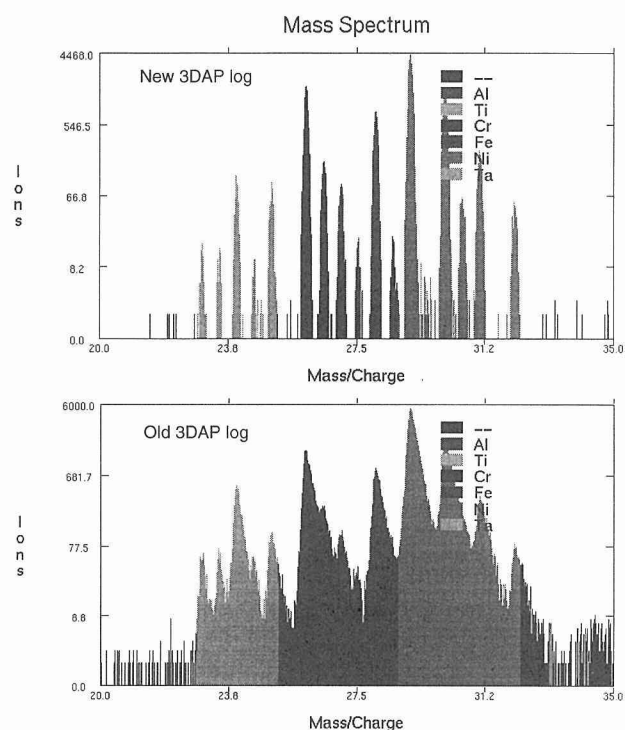 Mass Spectrum
4468.0
New 3DAP log
--
Al
Ti
Cr
Fe
Ni
Ta
546.5
66.8
8.2
0.0
Ions
20.0 23.8 27.5 31.2 35.0
Mass/Charge
6000.0
Old 3DAP log
--
Al
Ti
Cr
Fe
Ni
Ta
681.7
77.5
8.8
0.0
Ions
20.0 23.8 27.5 31.2 35.0
Mass/Charge